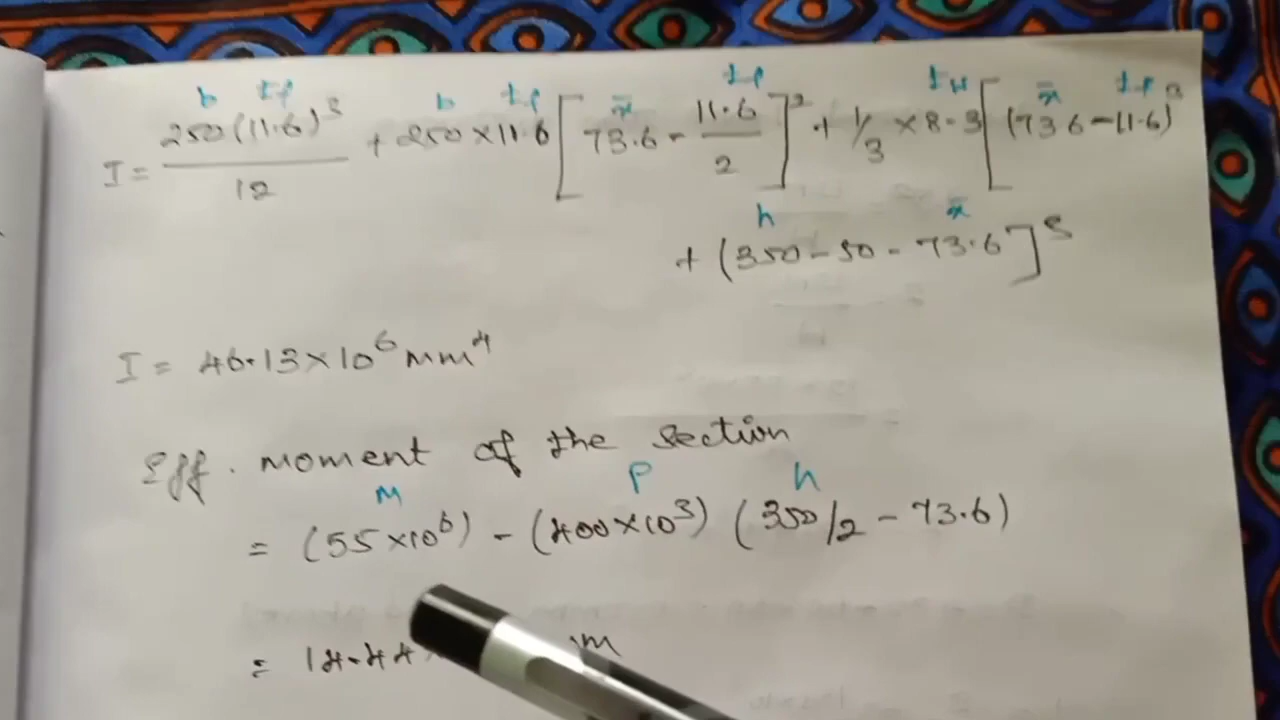 b tf b tf x̄ tf tw x̄ tf
I = 250(11.6)³/12 + 250×11.6[73.6 - 11.6/2]² + 1/3 ×8.3[(73.6-11.6)³
h x̄
+ (350-50-73.6]³
I = 46.13×10⁶ mm⁴
Eff. moment of the section
M P h
= (55×10⁶) - (400×10³) (350/2 - 73.6)
= 14.44